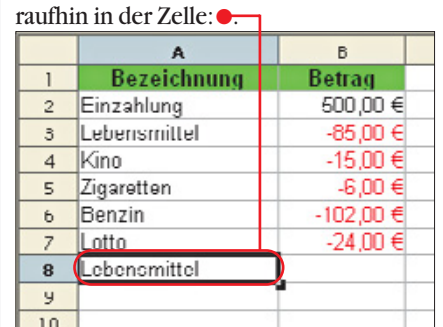 raufhin in der Zelle: .
A B
1 Bezeichnung Betrag
2 Einzahlung 500,00 €
3 Lebensmittel -85,00 €
4 Kino -15,00 €
5 Zigaretten -6,00 €
6 Benzin -102,00 €
7 Lotto -24,00 €
8 Lebensmittel
9
10